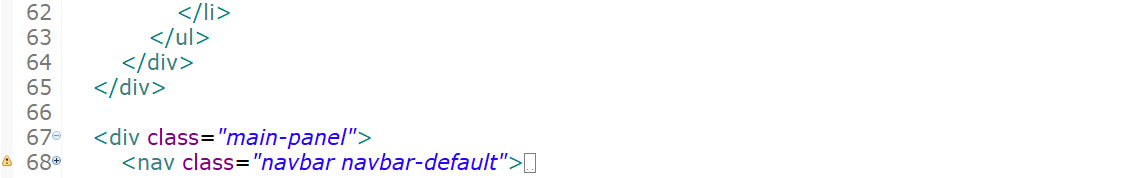 62 </li>
63 </ul>
64 </div>
65 </div>
66
67 <div class="main-panel">
68 <nav class="navbar navbar-default">..